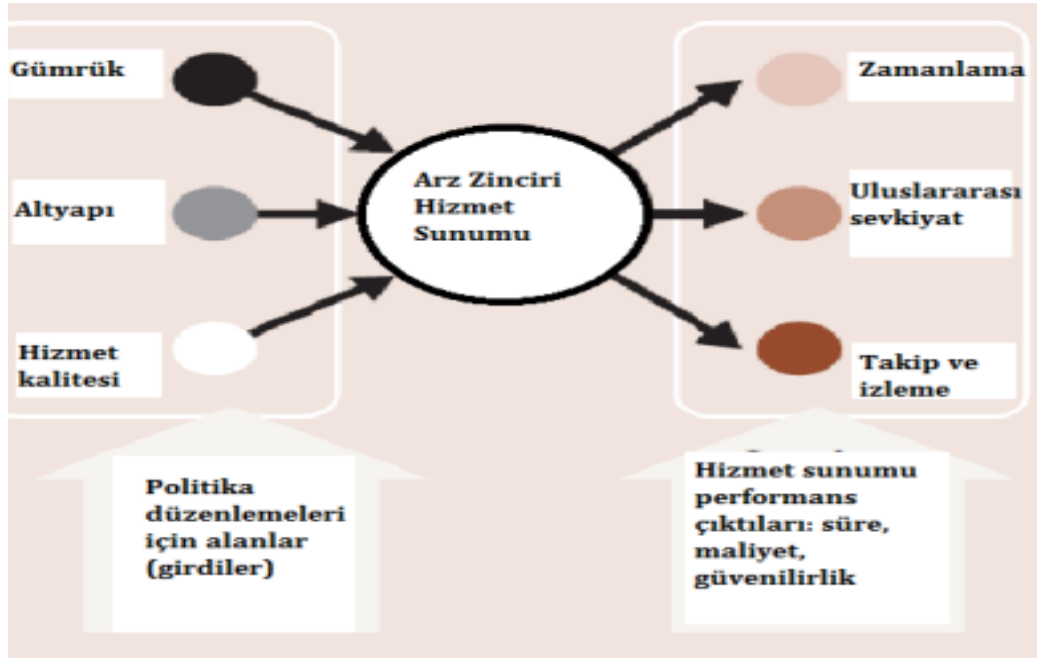 Gümrük
Altyapı
Hizmet
kalitesi
Arz Zinciri
Hizmet
Sunumu
Zamanlama
Uluslararası
sevkiyat
Takip ve
izleme
Politika
düzenlemeleri
için alanlar
(girdiler)
Hizmet sunumu
performans
çıktıları: süre,
maliyet,
güvenilirlik